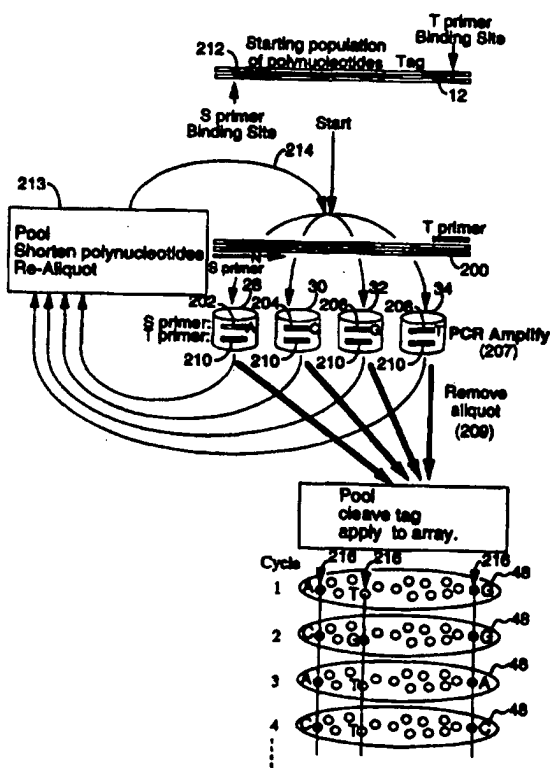 T primer
Binding Site
212
Starting population
of polynucleotides
Tag
12
S primer
Binding Site
Start
214
213
Pool
Shorten polynucleotides
Re-Aliquot
T primer
N
S primer
200
202 28 204 30 206 32 208 34
S primer: A C G T
T primer:
PCR Amplify
(207)
210 210 210 210
Remove
aliquot
(209)
Pool
cleave tag
apply to array.
Cycle 216 216 216
1 A T G 48
2 C G G 48
3 A T A 48
4 C T C 48